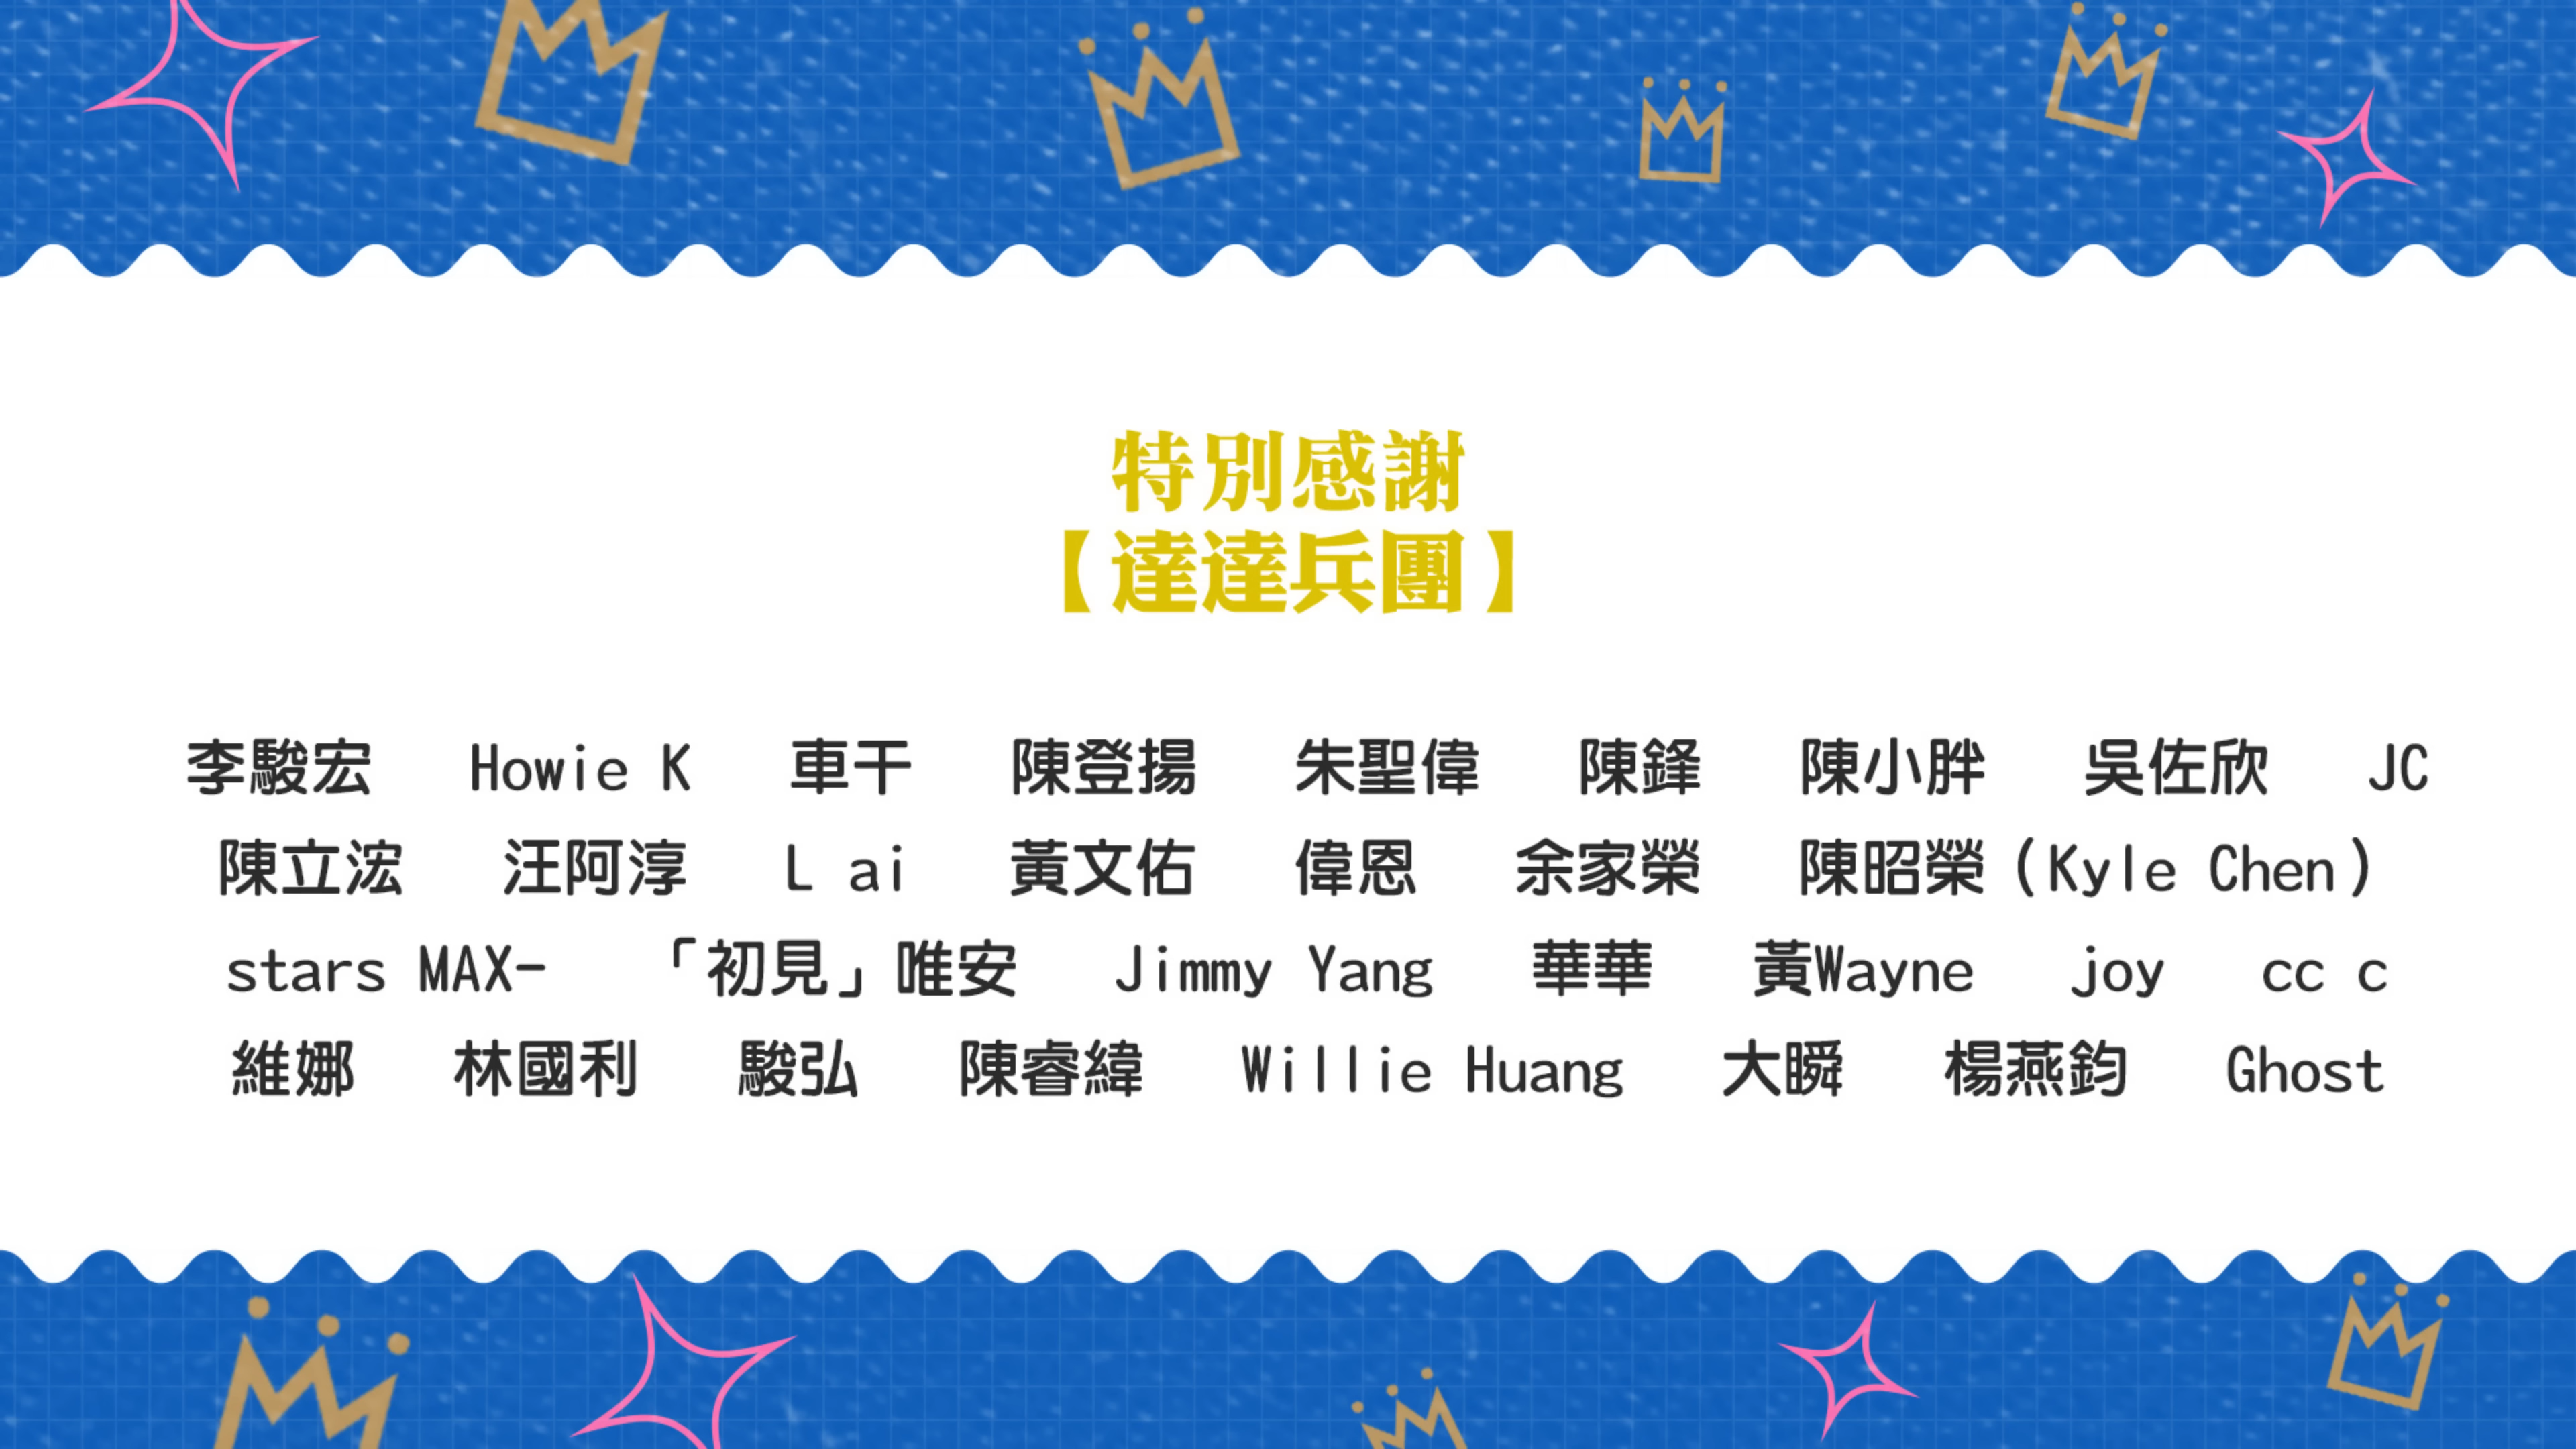 特別感謝
【達達兵團】
李駿宏 Howie K 車干 陳登揚 朱聖偉 陳鋒 陳小胖 吳佐欣 JC
陳立浤 汪阿淳 L ai 黃文佑 偉恩 余家榮 陳昭榮 (Kyle Chen)
stars MAX- 「初見」唯安 Jimmy Yang 華華 黃Wayne joy cc c
維娜 林國利 駿弘 陳睿緯 Willie Huang 大瞬 楊燕鈞 Ghost